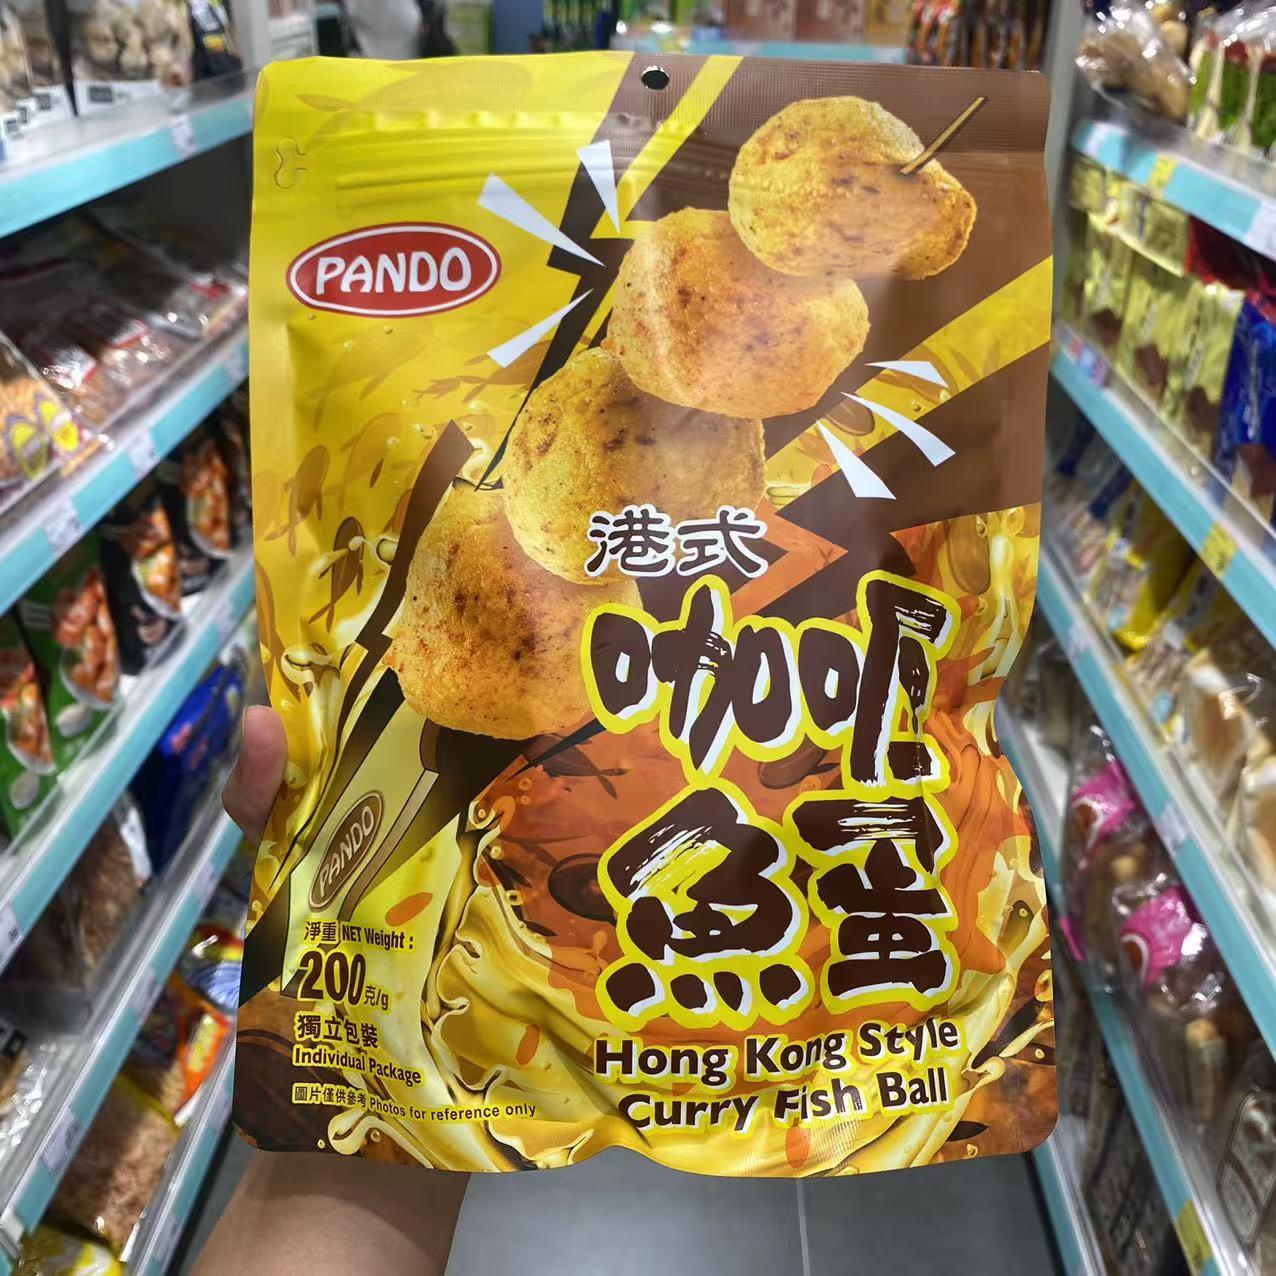 PANDO
港式
咖喱
魚蛋
Hong Kong Style
Curry Fish Ball
PANDO
淨重 NET Weight :
200克/g
獨立包裝
Individual Package
圖片僅供參考 Photos for reference only